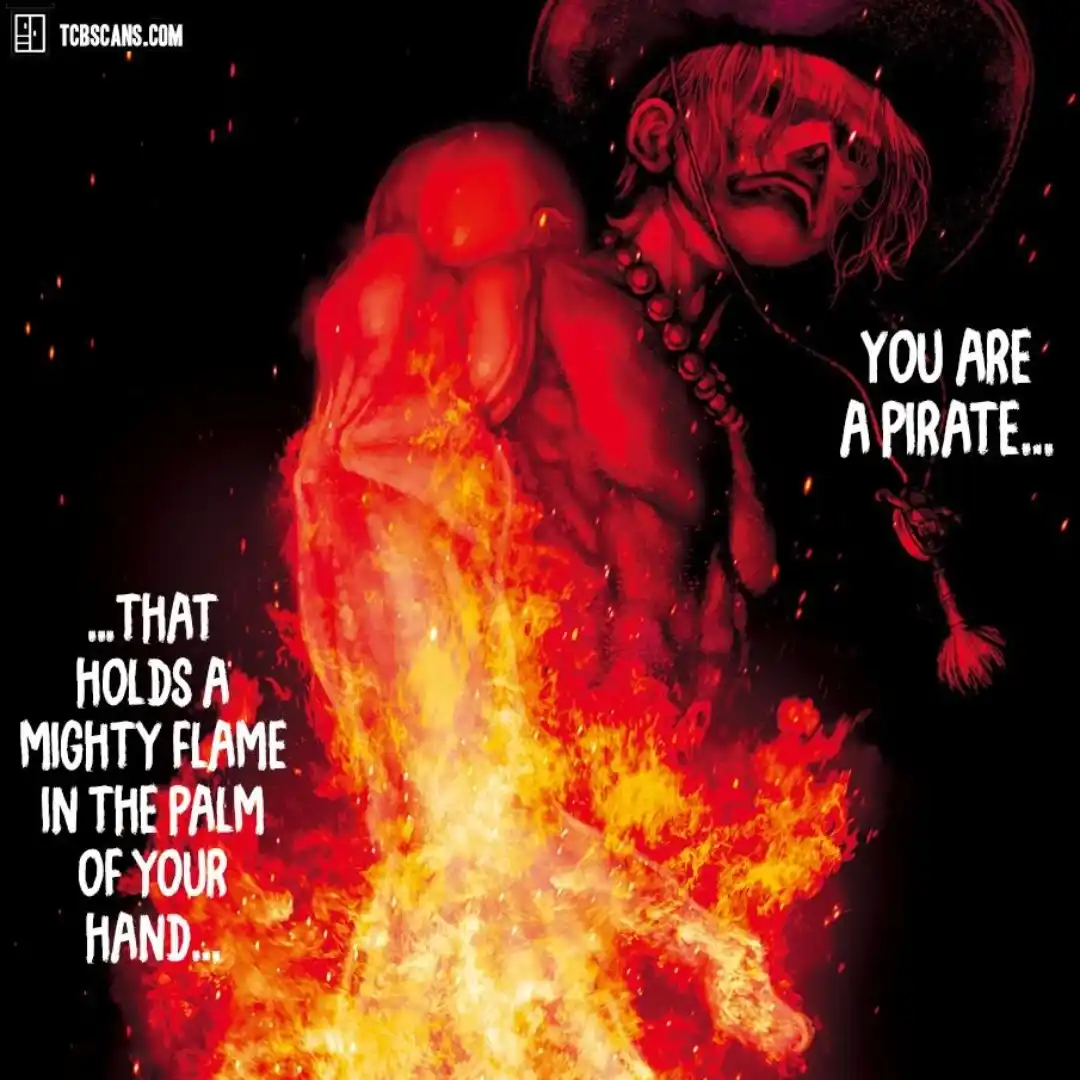 TCBSCANS.COM
YOU ARE
A PIRATE...
...THAT
HOLDS A
MIGHTY FLAME
IN THE PALM
OF YOUR
HAND...